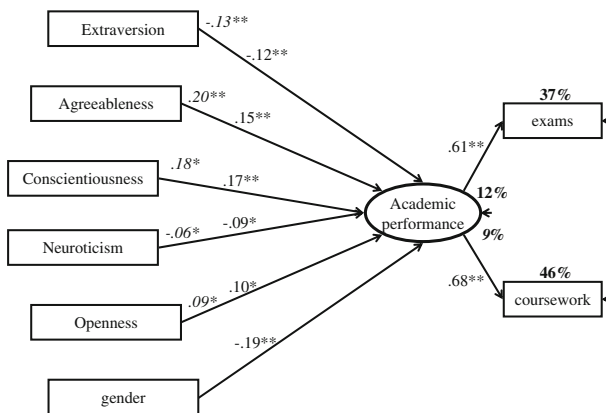 Extraversion
-.13**
-.12**
Agreeableness
.20**
.15**
37%
exams
.61**
Conscientiousness
.18*
.17**
12%
Academic
performance
9%
Neuroticism
-.06*
-.09*
.68**
46%
coursework
Openness
.09*
.10*
-.19**
gender